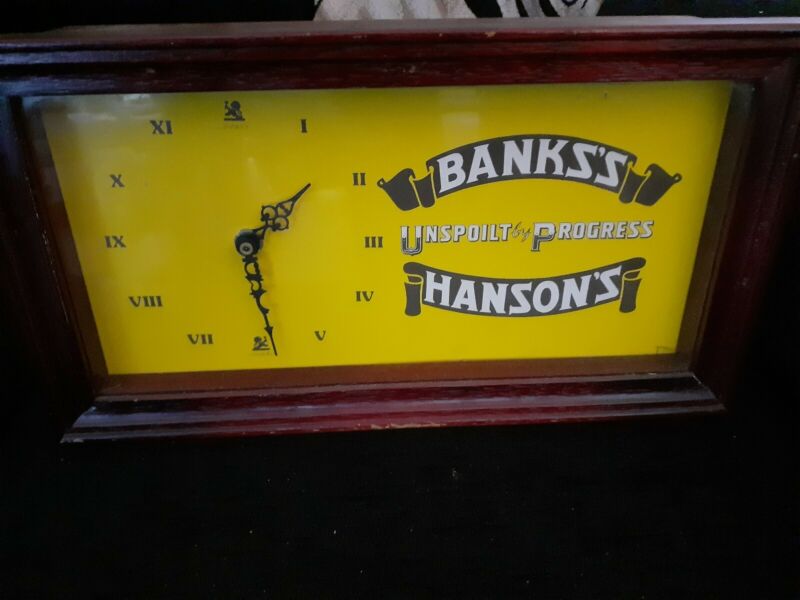 XI
I
X
II
IX
III
VIII
IV
VII
V
BANKS'S
UNSPOILT by PROGRESS
HANSON'S